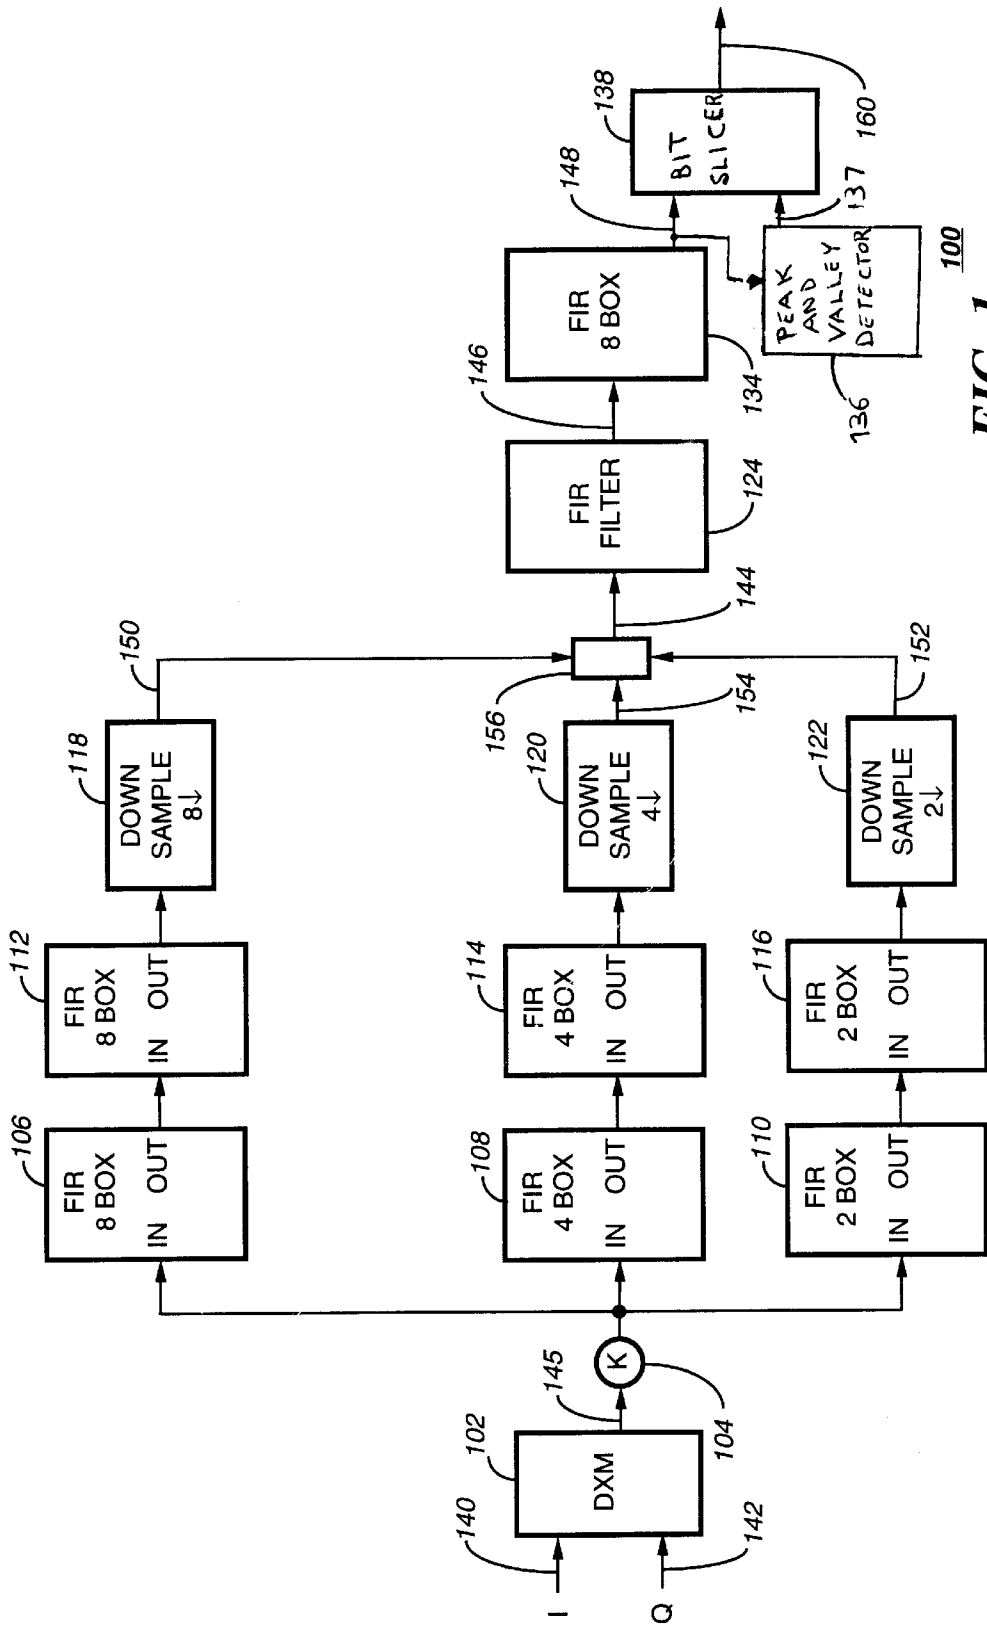 I
140
Q
142
102
DXM
145
K
104
106
FIR
8 BOX
IN OUT
112
FIR
8 BOX
IN OUT
118
DOWN
SAMPLE
8↓
150
108
FIR
4 BOX
IN OUT
114
FIR
4 BOX
IN OUT
120
DOWN
SAMPLE
4↓
154
156
110
FIR
2 BOX
IN OUT
116
FIR
2 BOX
IN OUT
122
DOWN
SAMPLE
2↓
152
144
FIR
FILTER
124
146
FIR
8 BOX
134
148
138
BIT
SLICER
160
137
PEAK
AND
VALLEY
DETECTOR
136
100
FIG. 1